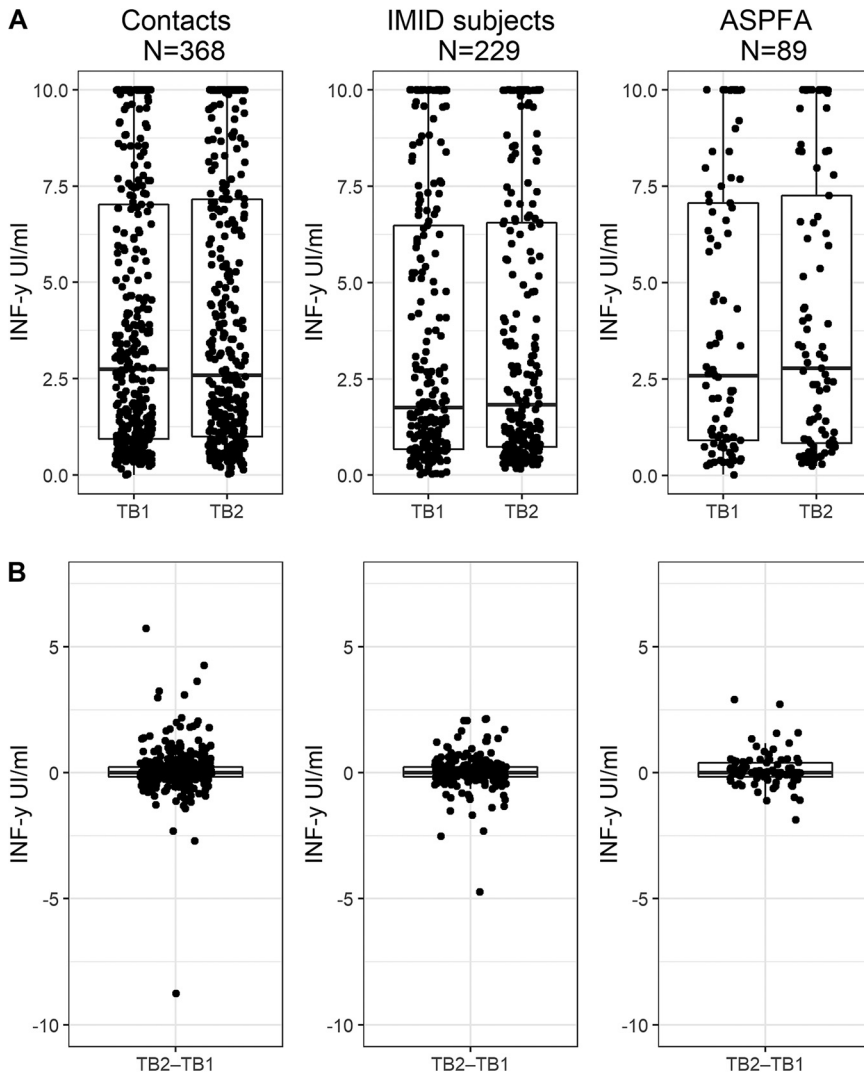 A
Contacts
N=368
IMID subjects
N=229
ASPFA
N=89
INF-y UI/ml
10.0
7.5
5.0
2.5
0.0
TB1 TB2
INF-y UI/ml
10.0
7.5
5.0
2.5
0.0
TB1 TB2
INF-y UI/ml
10.0
7.5
5.0
2.5
0.0
TB1 TB2
B
INF-y UI/ml
5
0
-5
-10
TB2–TB1
INF-y UI/ml
5
0
-5
-10
TB2–TB1
INF-y UI/ml
5
0
-5
-10
TB2–TB1